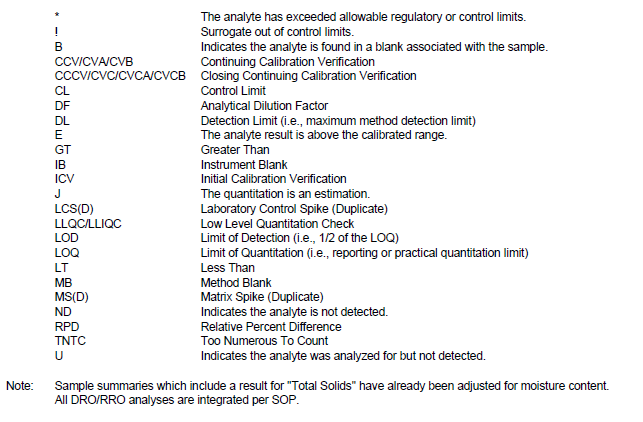 * The analyte has exceeded allowable regulatory or control limits.
! Surrogate out of control limits.
B Indicates the analyte is found in a blank associated with the sample.
CCV/CVA/CVB Continuing Calibration Verification
CCCV/CVC/CVCA/CVCB Closing Continuing Calibration Verification
CL Control Limit
DF Analytical Dilution Factor
DL Detection Limit (i.e., maximum method detection limit)
E The analyte result is above the calibrated range.
GT Greater Than
IB Instrument Blank
ICV Initial Calibration Verification
J The quantitation is an estimation.
LCS(D) Laboratory Control Spike (Duplicate)
LLQC/LLIQC Low Level Quantitation Check
LOD Limit of Detection (i.e., 1/2 of the LOQ)
LOQ Limit of Quantitation (i.e., reporting or practical quantitation limit)
LT Less Than
MB Method Blank
MS(D) Matrix Spike (Duplicate)
ND Indicates the analyte is not detected.
RPD Relative Percent Difference
TNTC Too Numerous To Count
U Indicates the analyte was analyzed for but not detected.
Note: Sample summaries which include a result for "Total Solids" have already been adjusted for moisture content.
All DRO/RRO analyses are integrated per SOP.